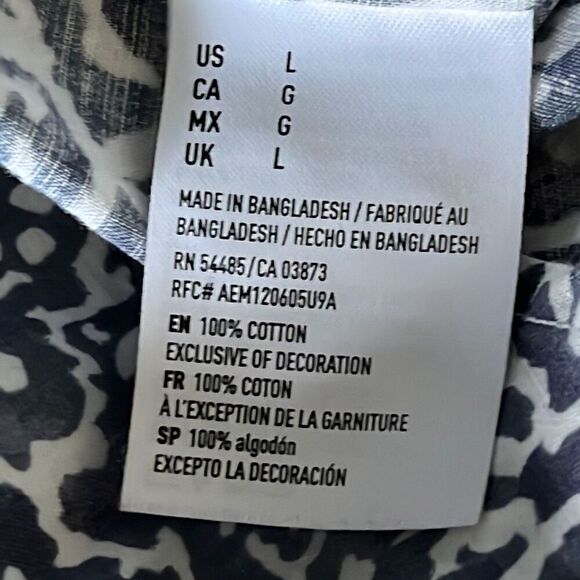 US L
CA G
MX G
UK L
MADE IN BANGLADESH / FABRIQUÉ AU
BANGLADESH / HECHO EN BANGLADESH
RN 54485/CA 03873
RFC# AEM120605U9A
EN 100% COTTON
EXCLUSIVE OF DECORATION
FR 100% COTON
À L'EXCEPTION DE LA GARNITURE
SP 100% algodón
EXCEPTO LA DECORACIÓN